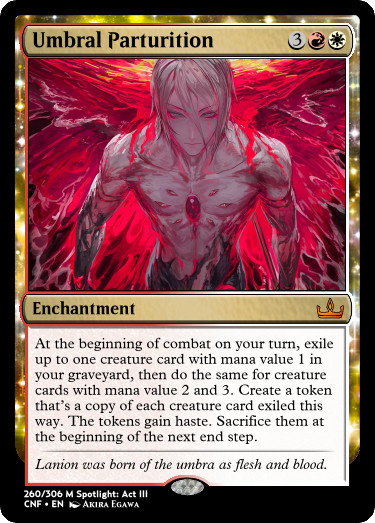 Umbral Parturition 3
Enchantment
At the beginning of combat on your turn, exile
up to one creature card with mana value 1 in
your graveyard, then do the same for creature
cards with mana value 2 and 3. Create a token
that's a copy of each creature card exiled this
way. The tokens gain haste. Sacrifice them at
the beginning of the next end step.
Lanion was born of the umbra as flesh and blood.
260/306 M Spotlight: Act III
CNF • EN Akira Egawa